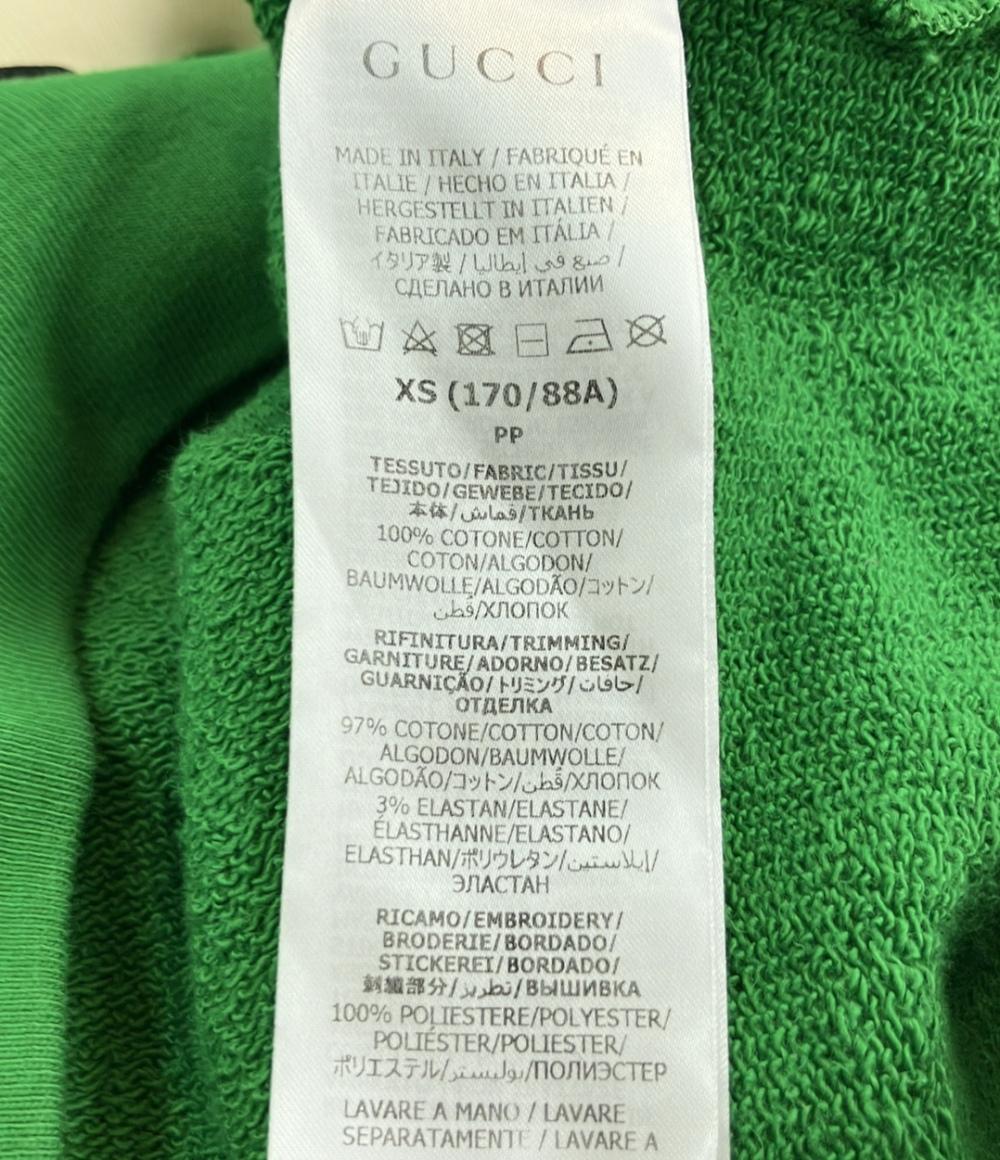 GUCCI
MADE IN ITALY / FABRIQUÉ EN
ITALIE / HECHO EN ITALIA /
HERGESTELLT IN ITALIEN /
FABRICADO EM ITÁLIA /
イタリア製 / صنع في إيطاليا /
СДЕЛАНО В ИТАЛИИ
XS (170/88A)
PP
TESSUTO/FABRIC/TISSU/
TEJIDO/GEWEBE/TECIDO/
本体/قماش/ТКАНЬ
100% COTONE/COTTON/
COTON/ALGODON/
BAUMWOLLE/ALGODÃO/コットン/
قطن/ХЛОПОК
RIFINITURA/TRIMMING/
GARNITURE/ADORNO/BESATZ/
GUARNIÇÃO/トリミング/حافات/
ОТДЕЛКА
97% COTONE/COTTON/COTON/
ALGODON/BAUMWOLLE/
ALGODÃO/コットン/قطن/ХЛОПОК
3% ELASTAN/ELASTANE/
ÉLASTHANNE/ELASTANO/
ELASTHAN/ポリウレタン/إيلاستين/
ЭЛАСТАН
RICAMO/EMBROIDERY/
BRODERIE/BORDADO/
STICKEREI/BORDADO/
刺繍部分/تطريز/ВЫШИВКА
100% POLIESTERE/POLYESTER/
POLIÉSTER/POLIESTER/
ポリエステル/بوليستر/ПОЛИЭСТЕР
LAVARE A MANO / LAVARE
SEPARATAMENTE / LAVARE A